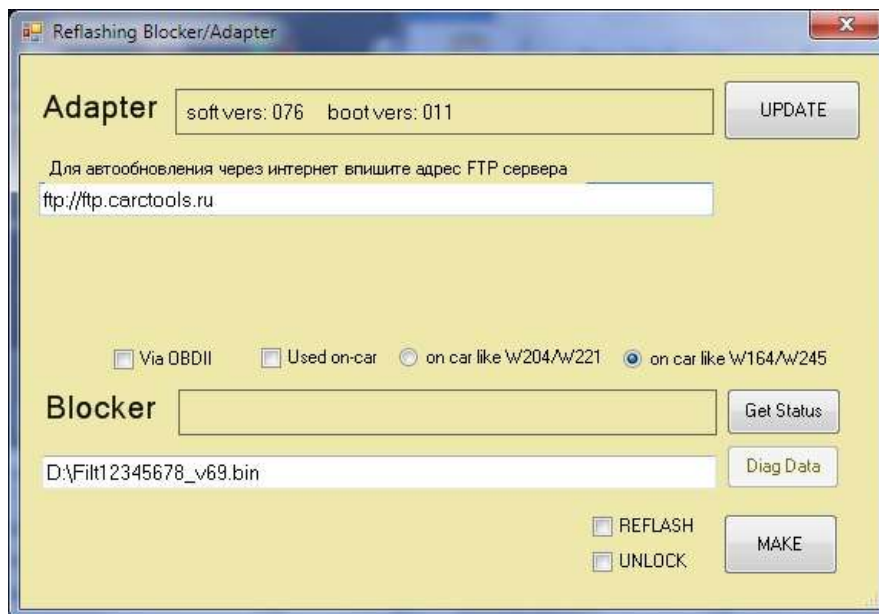 Reflashing Blocker/Adapter
Adapter
soft vers: 076 boot vers: 011
UPDATE
Для автообновления через интернет впишите адрес FTP сервера
ftp://ftp.carctools.ru
Via OBDII
Used on-car
on car like W204/W221
on car like W164/W245
Blocker
Get Status
D:\Filt12345678_v69.bin
Diag Data
REFLASH
UNLOCK
MAKE